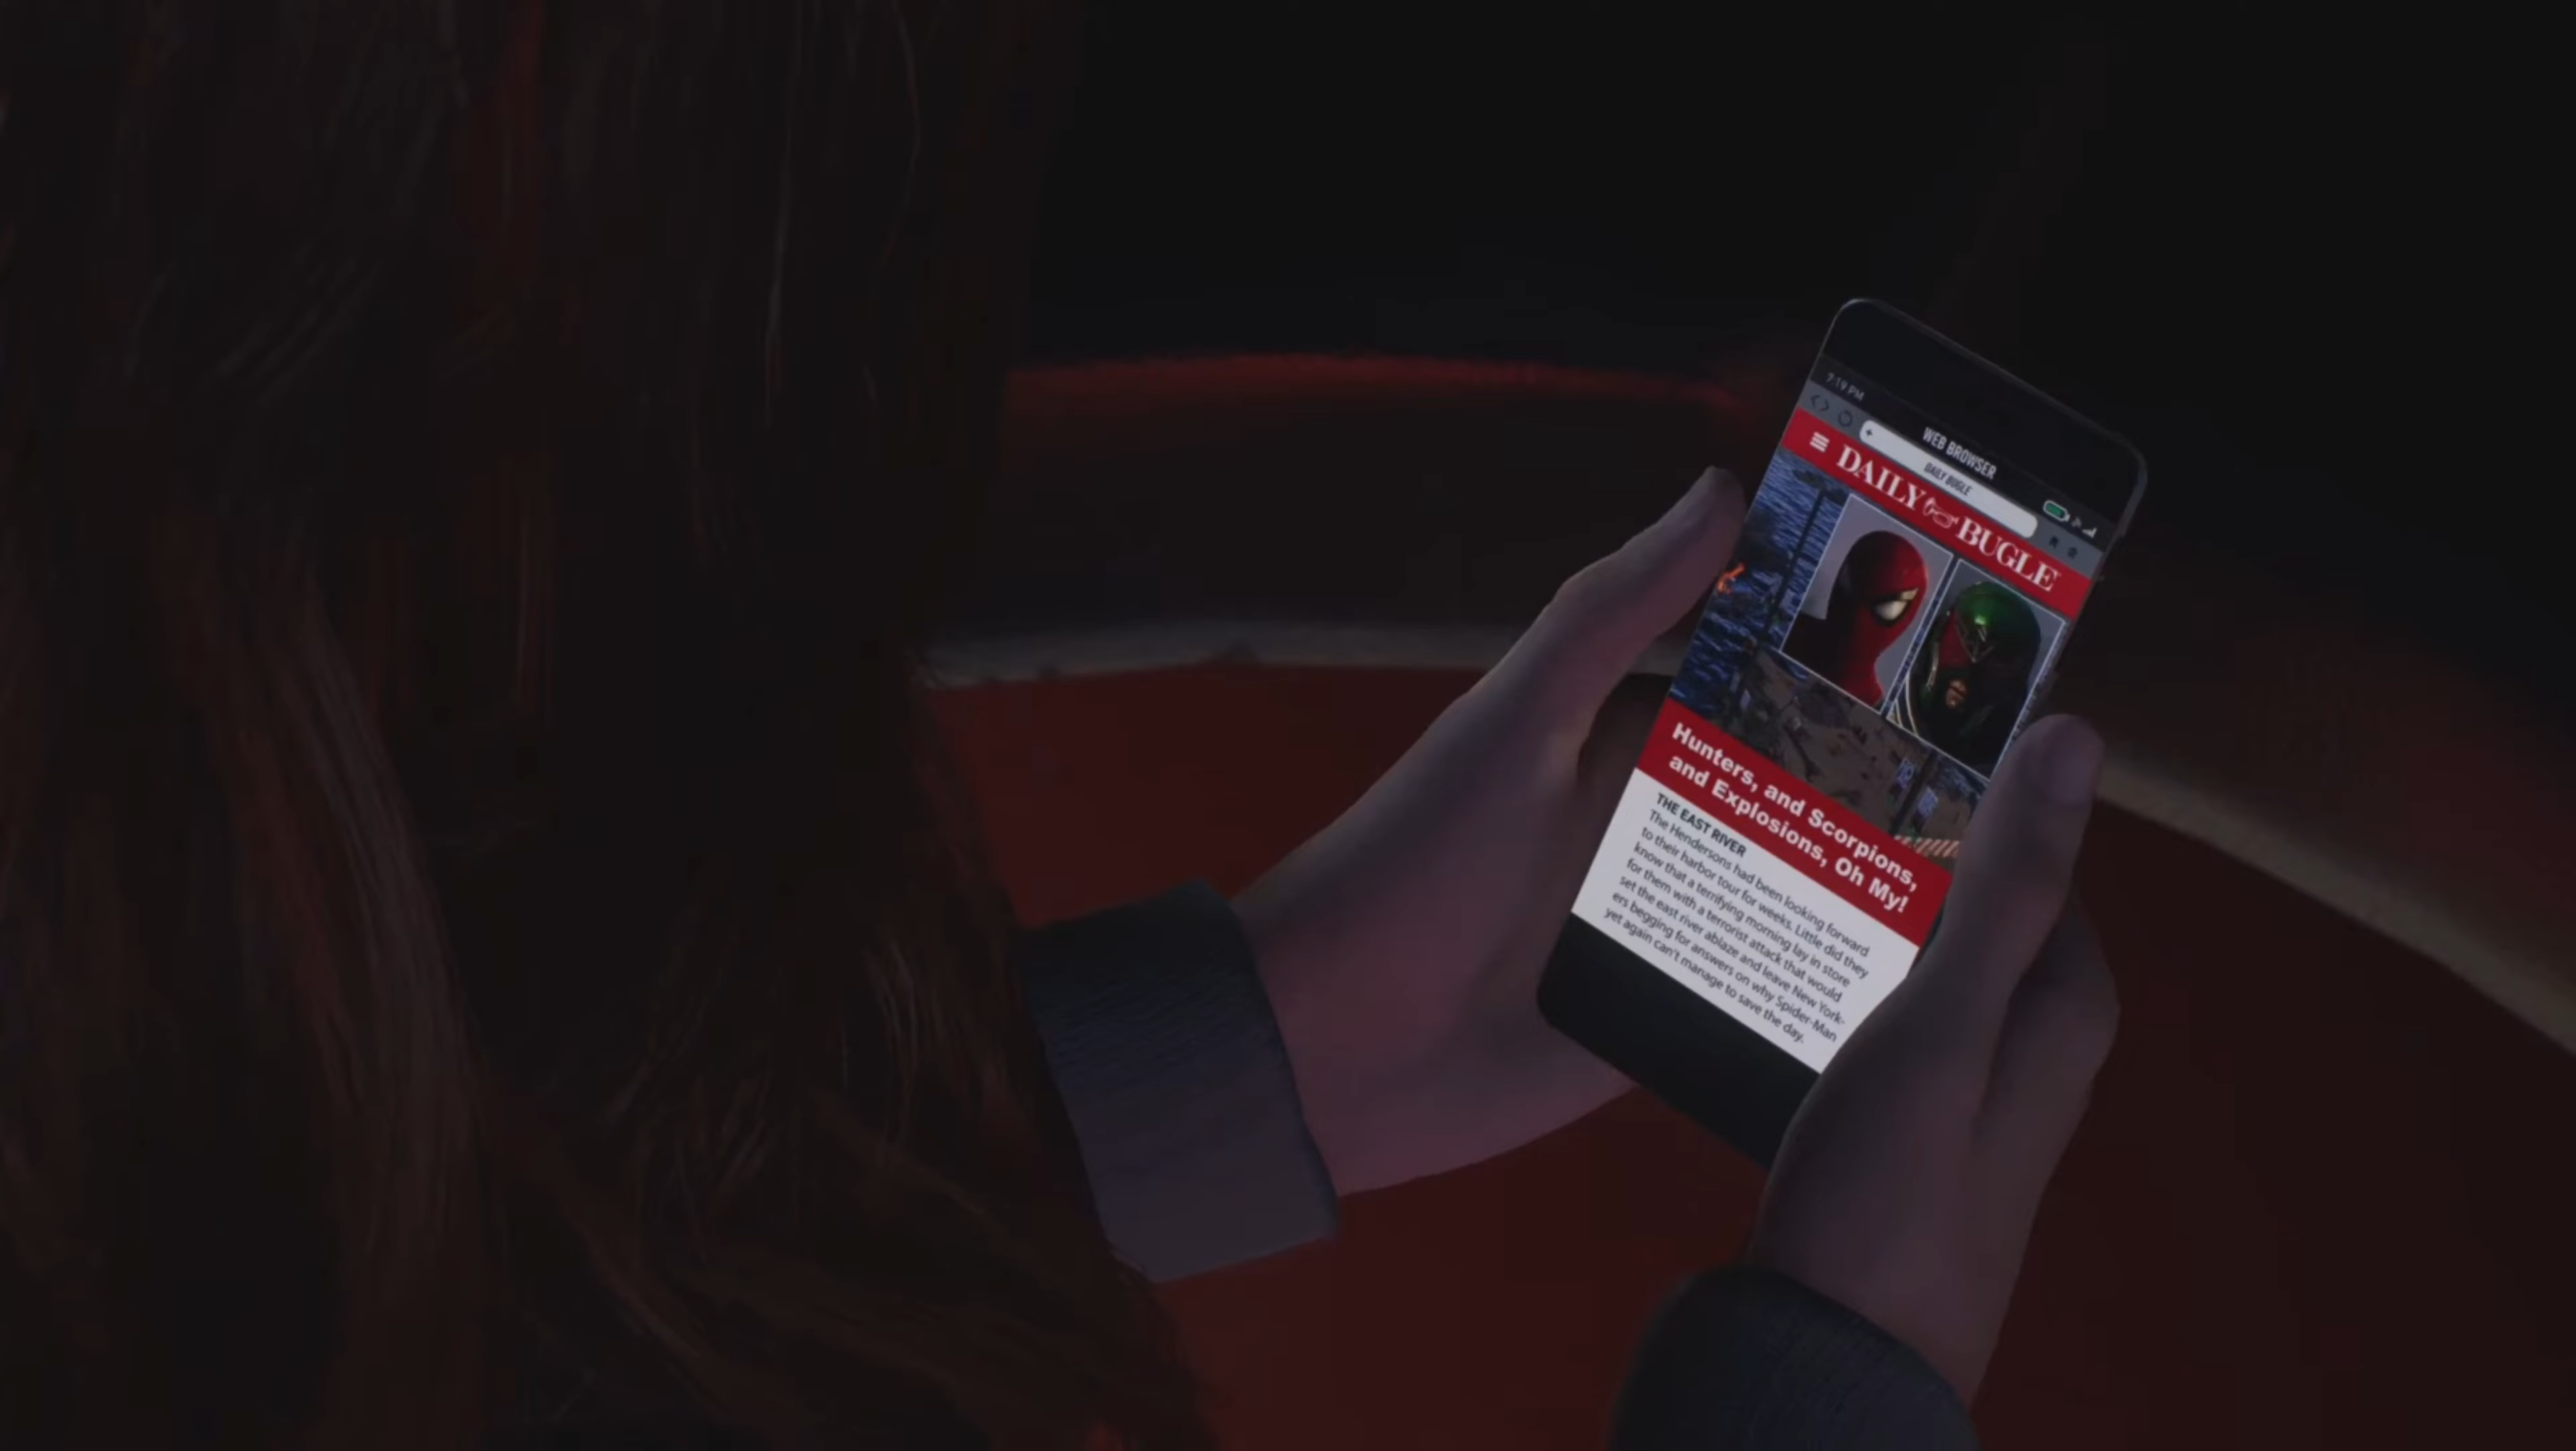 7:19 PM
WEB BROWSER
DAILY BUGLE
DAILY BUGLE
Hunters, and Scorpions,
and Explosions, Oh My!
THE EAST RIVER
The Hendersons had been looking forward
to their harbor tour for weeks. Little did they
know that a terrifying morning lay in store
for them with a terrorist attack that would
set the east river ablaze and leave New York-
ers begging for answers on why Spider-Man
yet again can't manage to save the day.